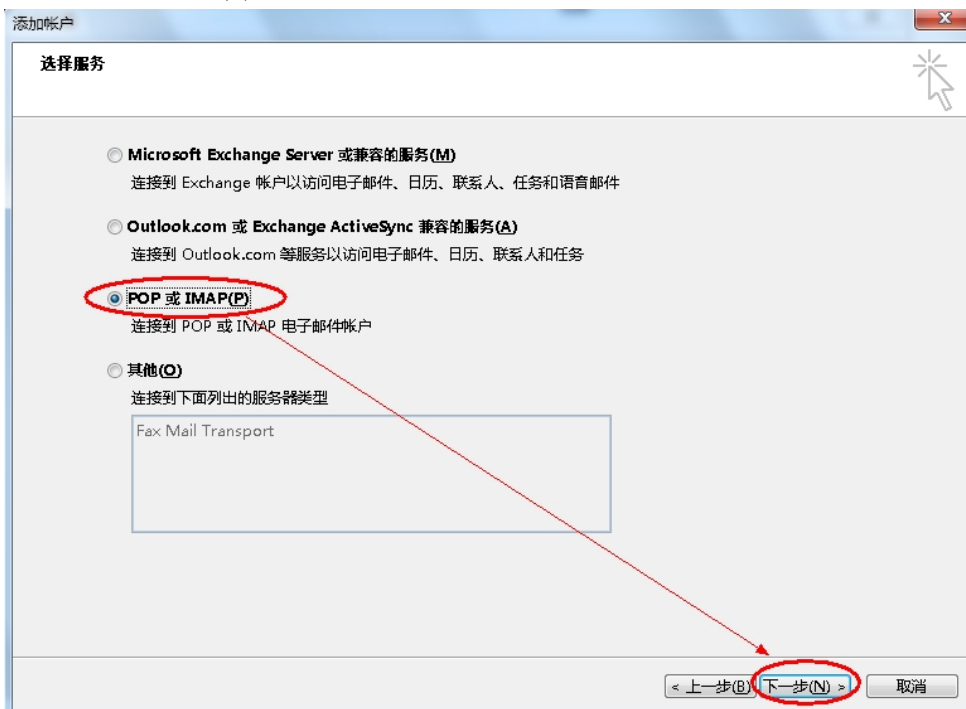 添加帐户
选择服务
Microsoft Exchange Server 或兼容的服务(M)
连接到 Exchange 帐户以访问电子邮件、日历、联系人、任务和语音邮件
Outlook.com 或 Exchange ActiveSync 兼容的服务(A)
连接到 Outlook.com 等服务以访问电子邮件、日历、联系人和任务
POP 或 IMAP(P)
连接到 POP 或 IMAP 电子邮件帐户
其他(O)
连接到下面列出的服务器类型
Fax Mail Transport
< 上一步(B) 下一步(N) > 取消